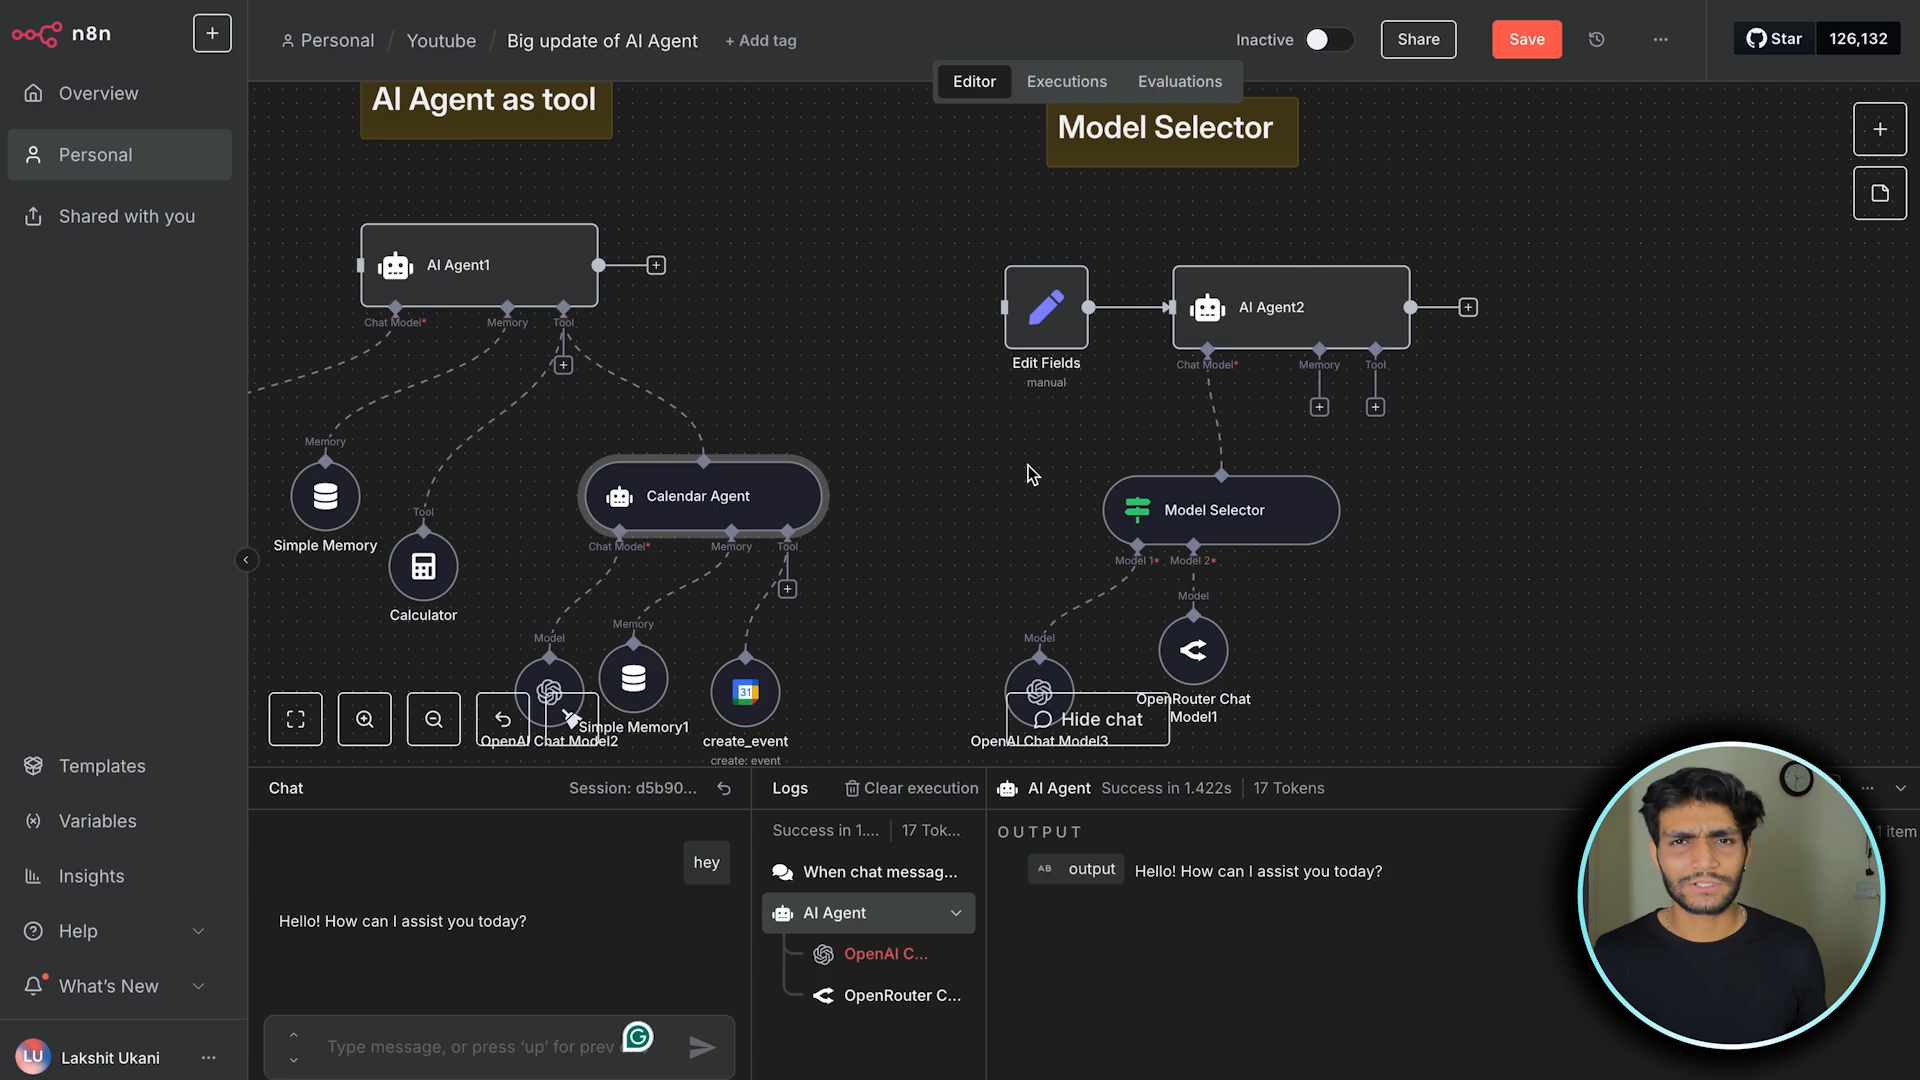 n8n
Personal / Youtube / Big update of AI Agent + Add tag
Inactive
Share
Save
Star 126,132
Editor Executions Evaluations
Overview
Personal
Shared with you
Templates
Variables
Insights
Help
What's New
LU Lakshit Ukani
AI Agent as tool
AI Agent1
Chat Model* Memory Tool
Memory
Simple Memory
Tool
Calculator
Calendar Agent
Chat Model* Memory Tool
Model
OpenAI Chat Model2
Memory
Simple Memory1
31
create_event
create: event
Model Selector
Edit Fields
manual
AI Agent2
Chat Model* Memory Tool
Model Selector
Model 1* Model 2*
Model
OpenAI Chat Model3
Model
OpenRouter Chat
Model1
Hide chat
Chat
Session: d5b90...
hey
Hello! How can I assist you today?
Type message, or press 'up' for prev
Logs
Clear execution
Success in 1.... 17 Tok...
When chat messag...
AI Agent
OpenAI C...
OpenRouter C...
AI Agent Success in 1.422s 17 Tokens
OUTPUT
1 item
AB output Hello! How can I assist you today?